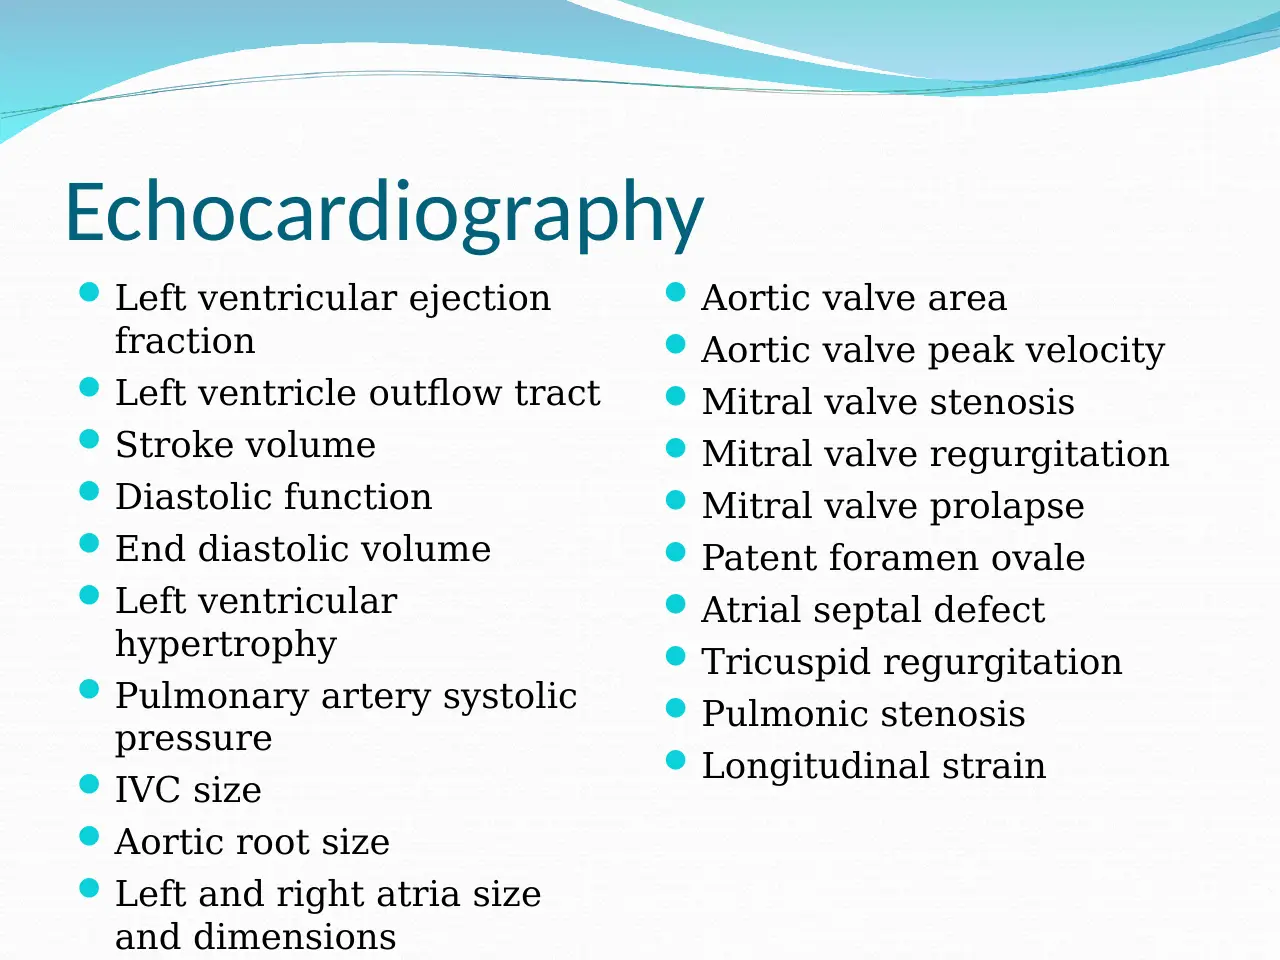 Echocardiography
Left ventricular ejection
fraction
Left ventricle outflow tract
Stroke volume
Diastolic function
End diastolic volume
Left ventricular
hypertrophy
Pulmonary artery systolic
pressure
IVC size
Aortic root size
Left and right atria size
and dimensions
Aortic valve area
Aortic valve peak velocity
Mitral valve stenosis
Mitral valve regurgitation
Mitral valve prolapse
Patent foramen ovale
Atrial septal defect
Tricuspid regurgitation
Pulmonic stenosis
Longitudinal strain